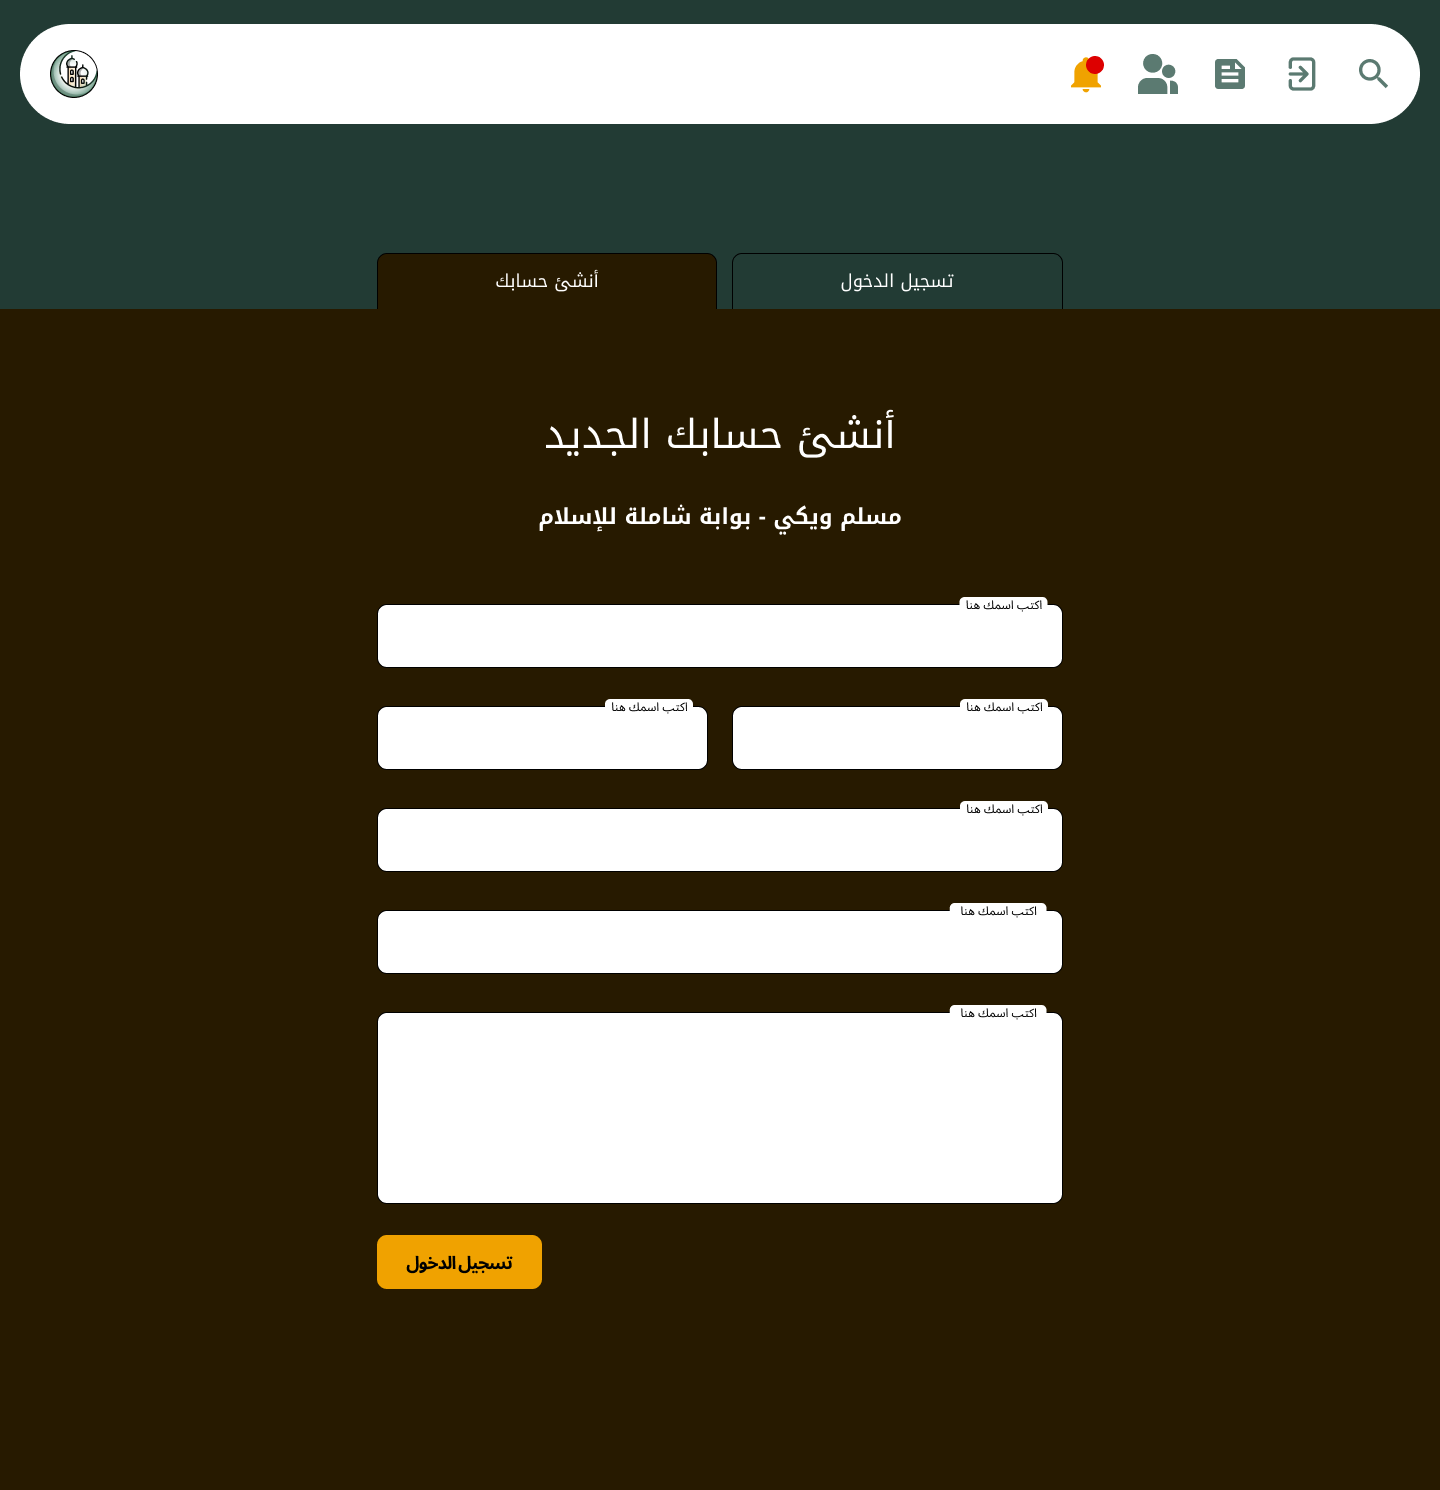 تسجيل الدخول
أنشئ حسابك
أنشئ حسابك الجديد
مسلم ويكي - بوابة شاملة للإسلام
اكتب اسمك هنا
اكتب اسمك هنا
اكتب اسمك هنا
اكتب اسمك هنا
اكتب اسمك هنا
اكتب اسمك هنا
تسجيل الدخول